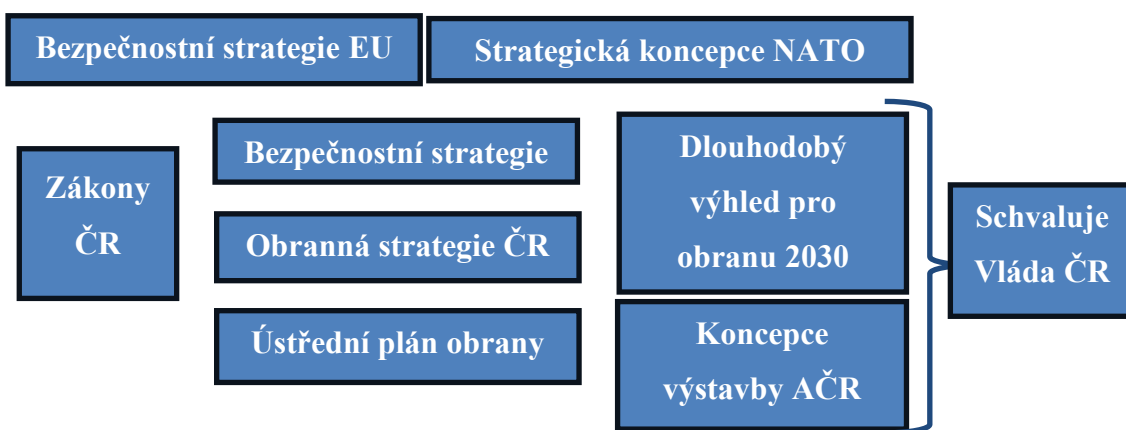 Bezpečnostní strategie EU
Strategická koncepce NATO
Zákony
ČR
Bezpečnostní strategie
Obranná strategie ČR
Ústřední plán obrany
Dlouhodobý
výhled pro
obranu 2030
Koncepce
výstavby AČR
Schvaluje
Vláda ČR